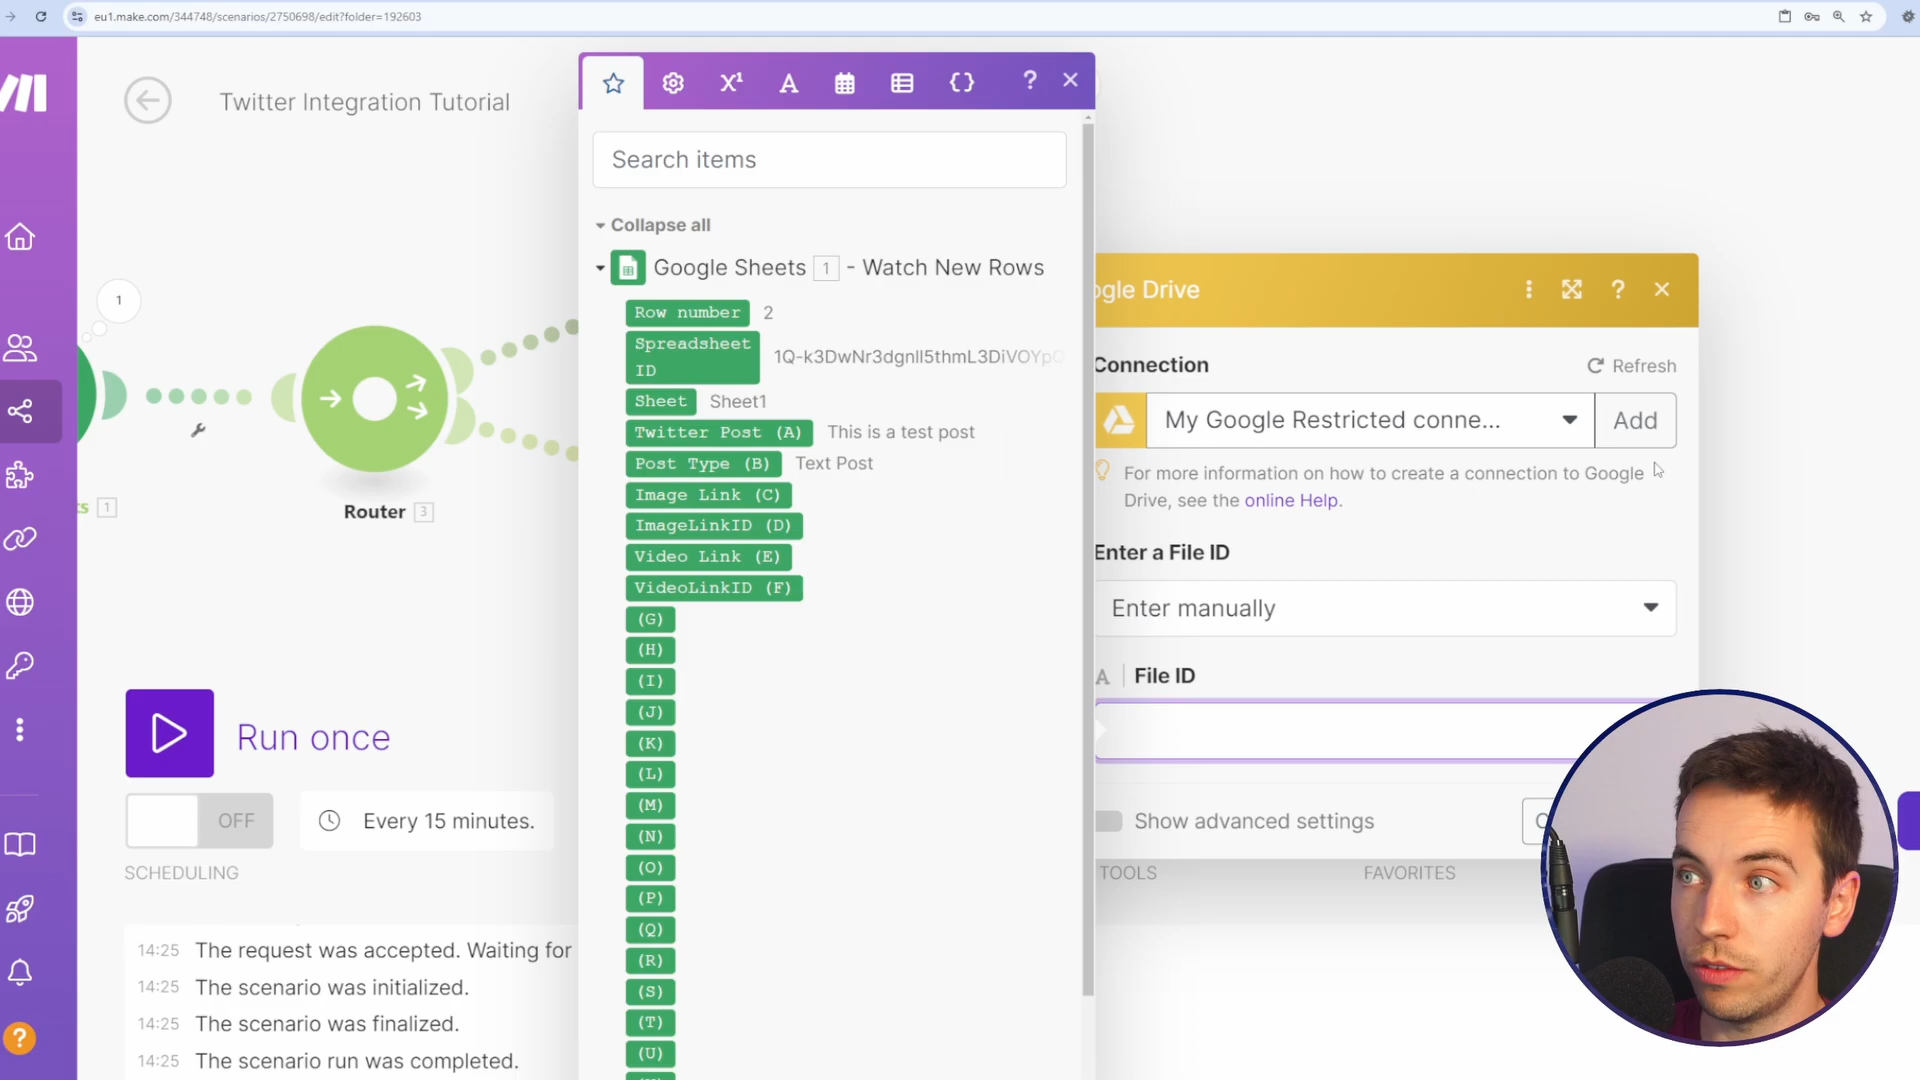 eu1.make.com/344748/scenarios/2750698/edit?folder=192603
Twitter Integration Tutorial
1
1
Router 3
Run once
OFF
Every 15 minutes.
SCHEDULING
14:25 The request was accepted. Waiting for
14:25 The scenario was initialized.
14:25 The scenario was finalized.
14:25 The scenario run was completed.
?
X¹ A { } ?
Search items
Collapse all
Google Sheets 1 - Watch New Rows
Row number 2
Spreadsheet
ID
Sheet Sheet1
Twitter Post (A) This is a test post
Post Type (B) Text Post
Image Link (C)
ImageLinkID (D)
Video Link (E)
VideoLinkID (F)
(G)
(H)
(I)
(J)
(K)
(L)
(M)
(N)
(O)
(P)
(Q)
(R)
(S)
(T)
(U)
ogle Drive
?
Connection
Refresh
My Google Restricted conne...
Add
For more information on how to create a connection to Google
Drive, see the online Help.
Enter a File ID
Enter manually
A File ID
Show advanced settings
TOOLS
FAVORITES